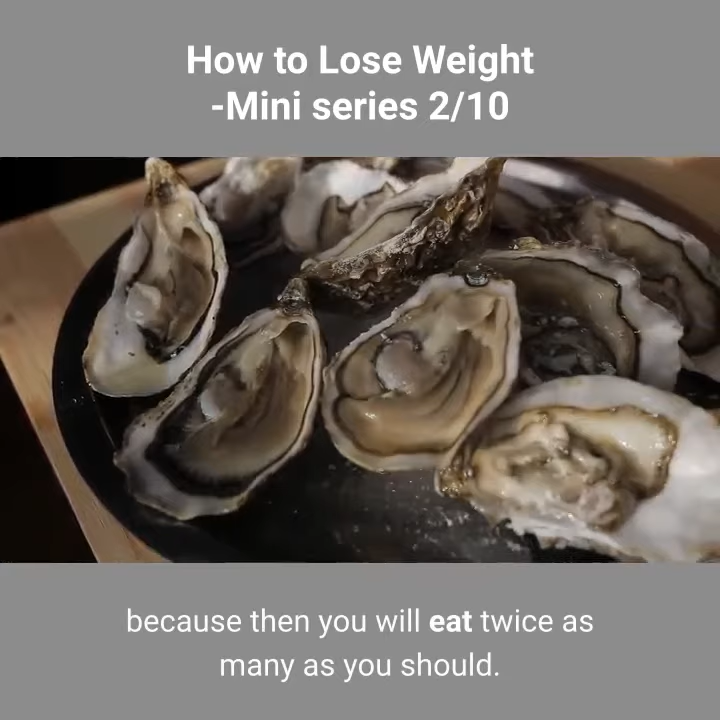 How to Lose Weight
-Mini series 2/10
because then you will eat twice as
many as you should.